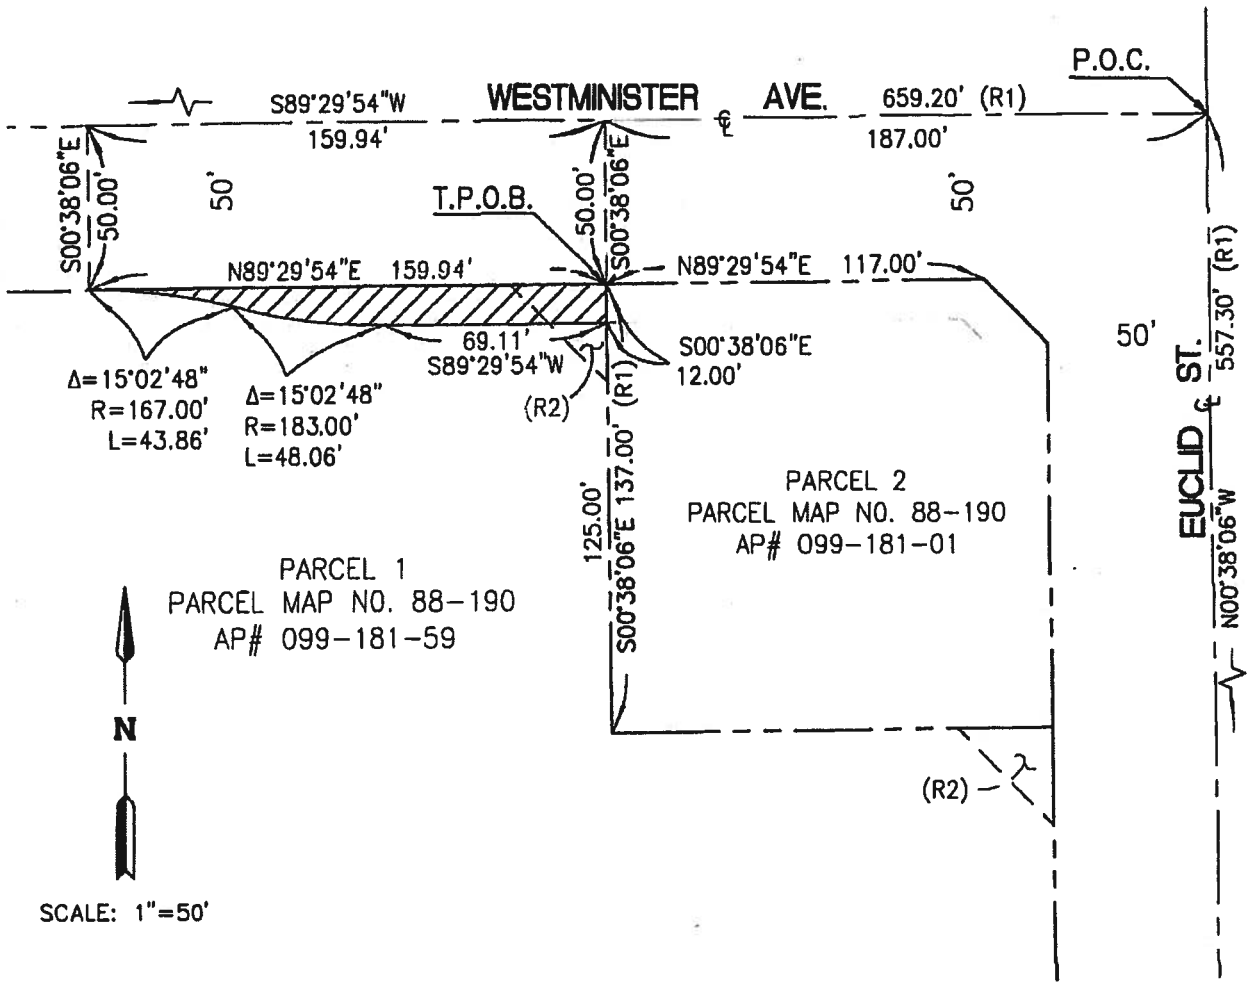 P.O.C.
S89°29'54"W
WESTMINISTER AVE.
659.20' (R1)
159.94'
℄
187.00'
S00°38'06"E
50.00'
50'
T.P.O.B.
50.00'
S00°38'06"E
50'
N89°29'54"E 159.94'
N89°29'54"E 117.00'
557.30' (R1)
50'
69.11'
S89°29'54"W
S00°38'06"E
12.00'
Δ=15°02'48"
R=167.00'
L=43.86'
Δ=15°02'48"
R=183.00'
L=48.06'
(R2)
EUCLID ℄ ST.
N00°38'06"W
125.00'
S00°38'06"E 137.00' (R1)
PARCEL 2
PARCEL MAP NO. 88-190
AP# 099-181-01
PARCEL 1
PARCEL MAP NO. 88-190
AP# 099-181-59
N
(R2)
SCALE: 1"=50'